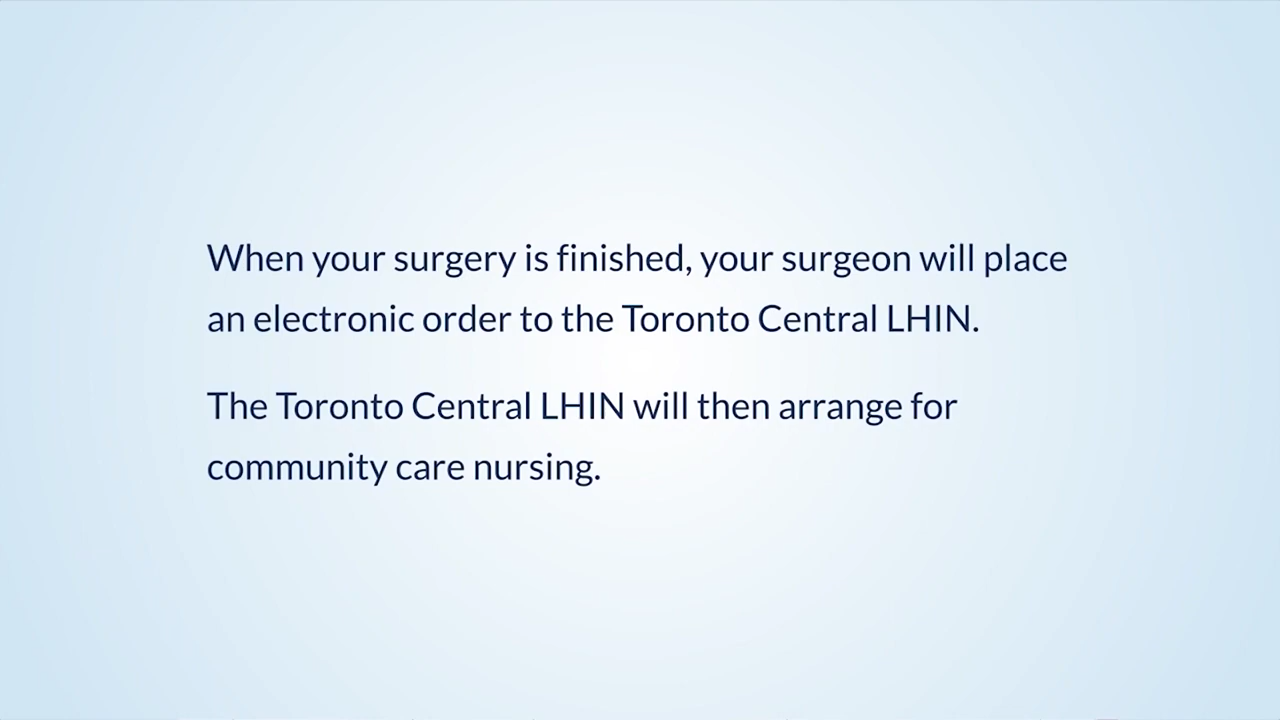 When your surgery is finished, your surgeon will place
an electronic order to the Toronto Central LHIN.
The Toronto Central LHIN will then arrange for
community care nursing.